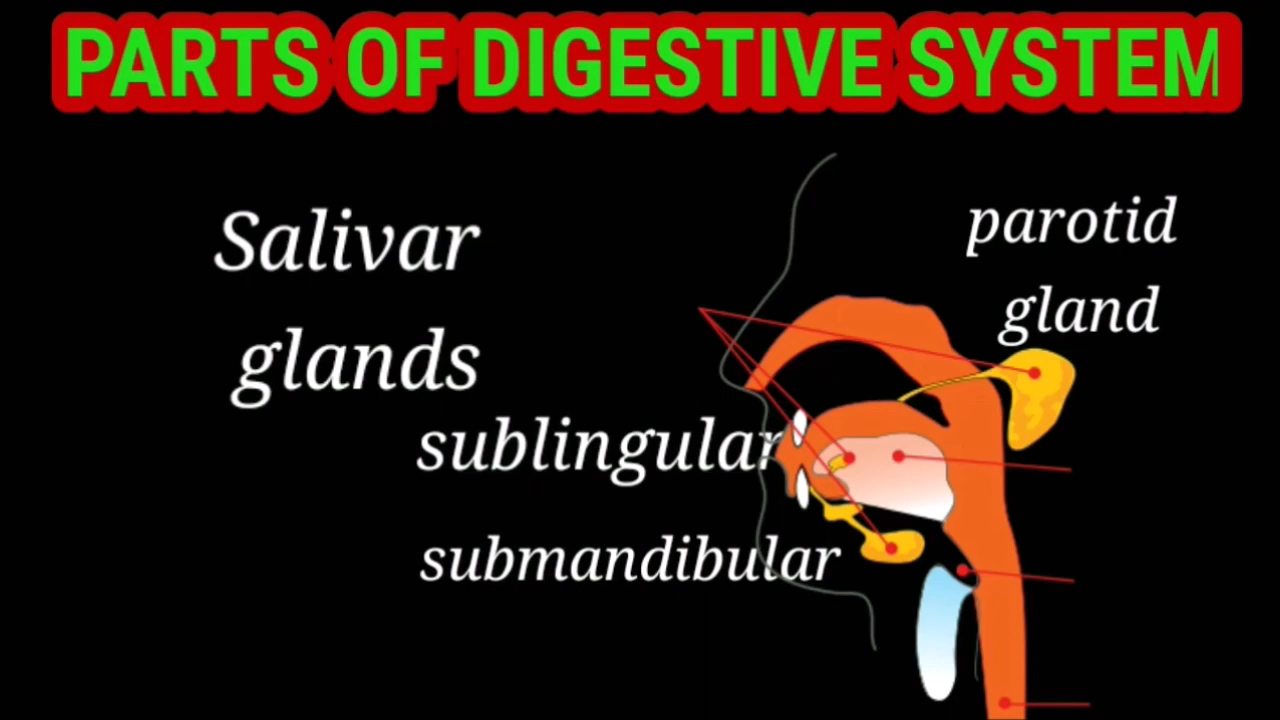 PARTS OF DIGESTIVE SYSTEM
Salivar
glands
parotid
gland
sublingular
submandibular